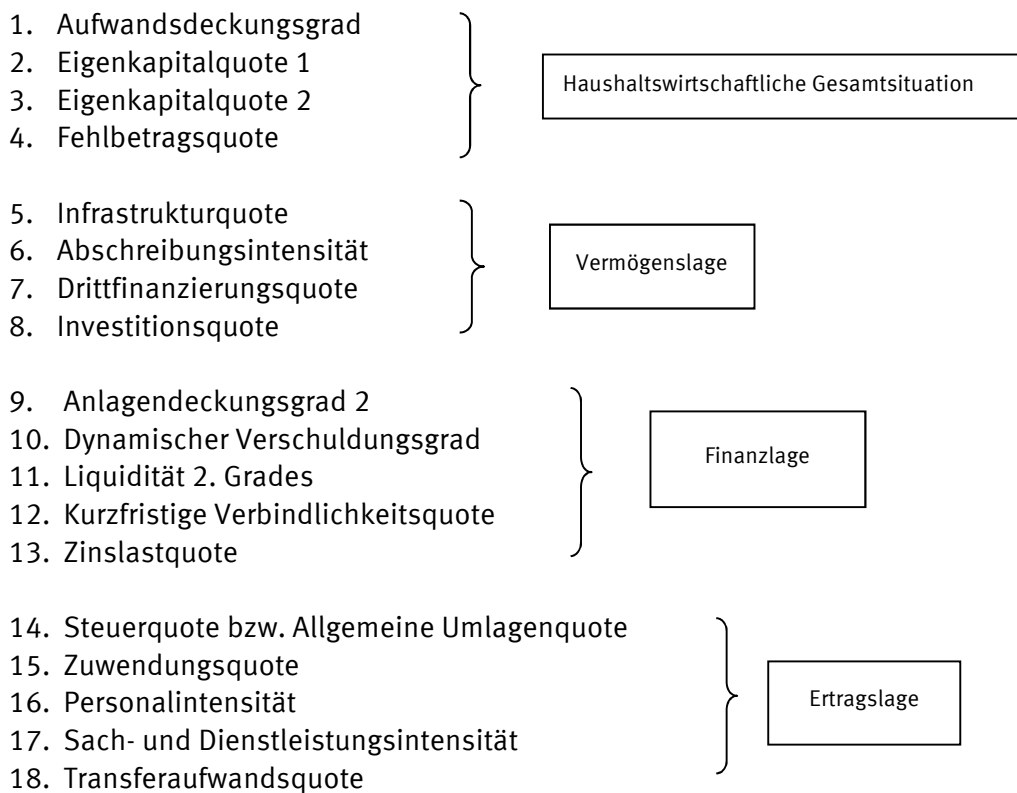 1. Aufwandsdeckungsgrad
2. Eigenkapitalquote 1
3. Eigenkapitalquote 2
4. Fehlbetragsquote
Haushaltswirtschaftliche Gesamtsituation
5. Infrastrukturquote
6. Abschreibungsintensität
7. Drittfinanzierungsquote
8. Investitionsquote
Vermögenslage
9. Anlagendeckungsgrad 2
10. Dynamischer Verschuldungsgrad
11. Liquidität 2. Grades
12. Kurzfristige Verbindlichkeitsquote
13. Zinslastquote
Finanzlage
14. Steuerquote bzw. Allgemeine Umlagenquote
15. Zuwendungsquote
16. Personalintensität
17. Sach- und Dienstleistungsintensität
18. Transferaufwandsquote
Ertragslage